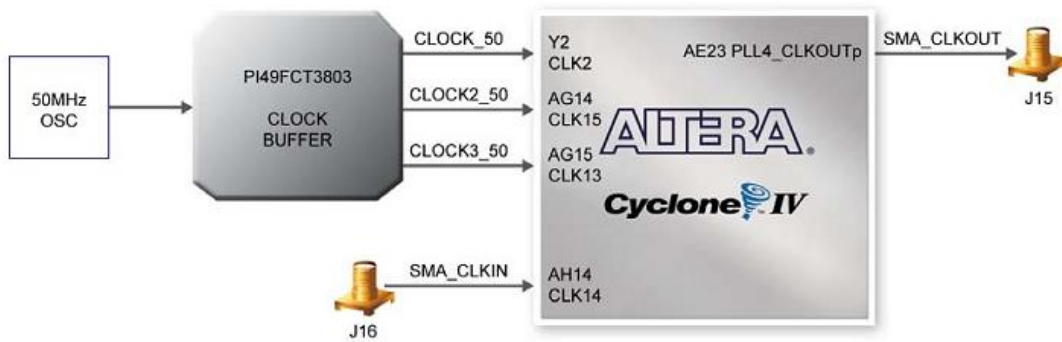 50MHz
OSC
PI49FCT3803
CLOCK
BUFFER
CLOCK_50
CLOCK2_50
CLOCK3_50
SMA_CLKIN
J16
Y2
CLK2
AG14
CLK15
AG15
CLK13
AH14
CLK14
AE23 PLL4_CLKOUTp
ALTERA.
Cyclone IV
SMA_CLKOUT
J15